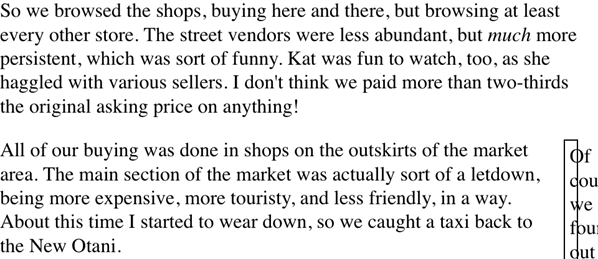 So we browsed the shops, buying here and there, but browsing at least
every other store. The street vendors were less abundant, but much more
persistent, which was sort of funny. Kat was fun to watch, too, as she
haggled with various sellers. I don't think we paid more than two-thirds
the original asking price on anything!
All of our buying was done in shops on the outskirts of the market
area. The main section of the market was actually sort of a letdown,
being more expensive, more touristy, and less friendly, in a way.
About this time I started to wear down, so we caught a taxi back to
the New Otani.
Of
cou
we
four
out